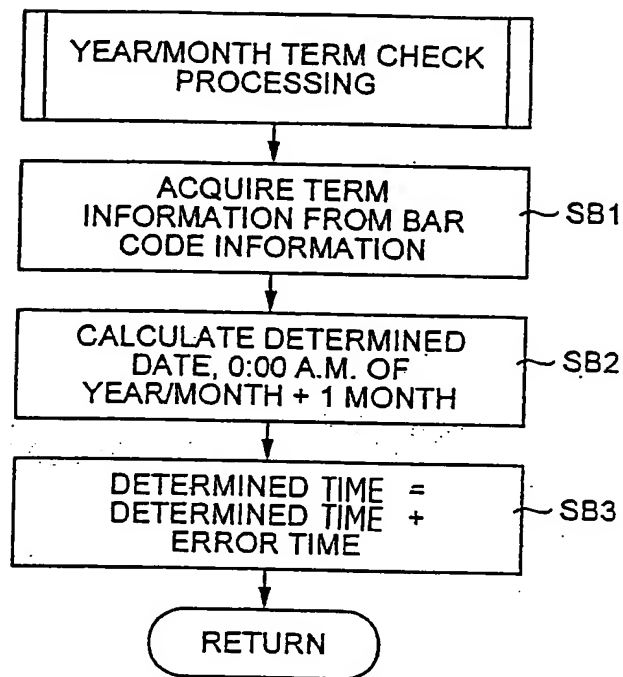 YEAR/MONTH TERM CHECK
PROCESSING
ACQUIRE TERM
INFORMATION FROM BAR
CODE INFORMATION
SB1
CALCULATE DETERMINED
DATE, 0:00 A.M. OF
YEAR/MONTH + 1 MONTH
SB2
DETERMINED TIME =
DETERMINED TIME +
ERROR TIME
SB3
RETURN